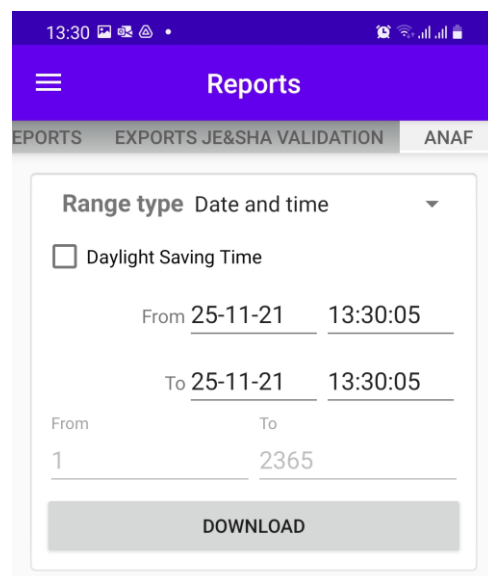 13:30
Reports
EPORTS EXPORTS JE&SHA VALIDATION ANAF
Range type Date and time
Daylight Saving Time
From 25-11-21 13:30:05
To 25-11-21 13:30:05
From To
1 2365
DOWNLOAD